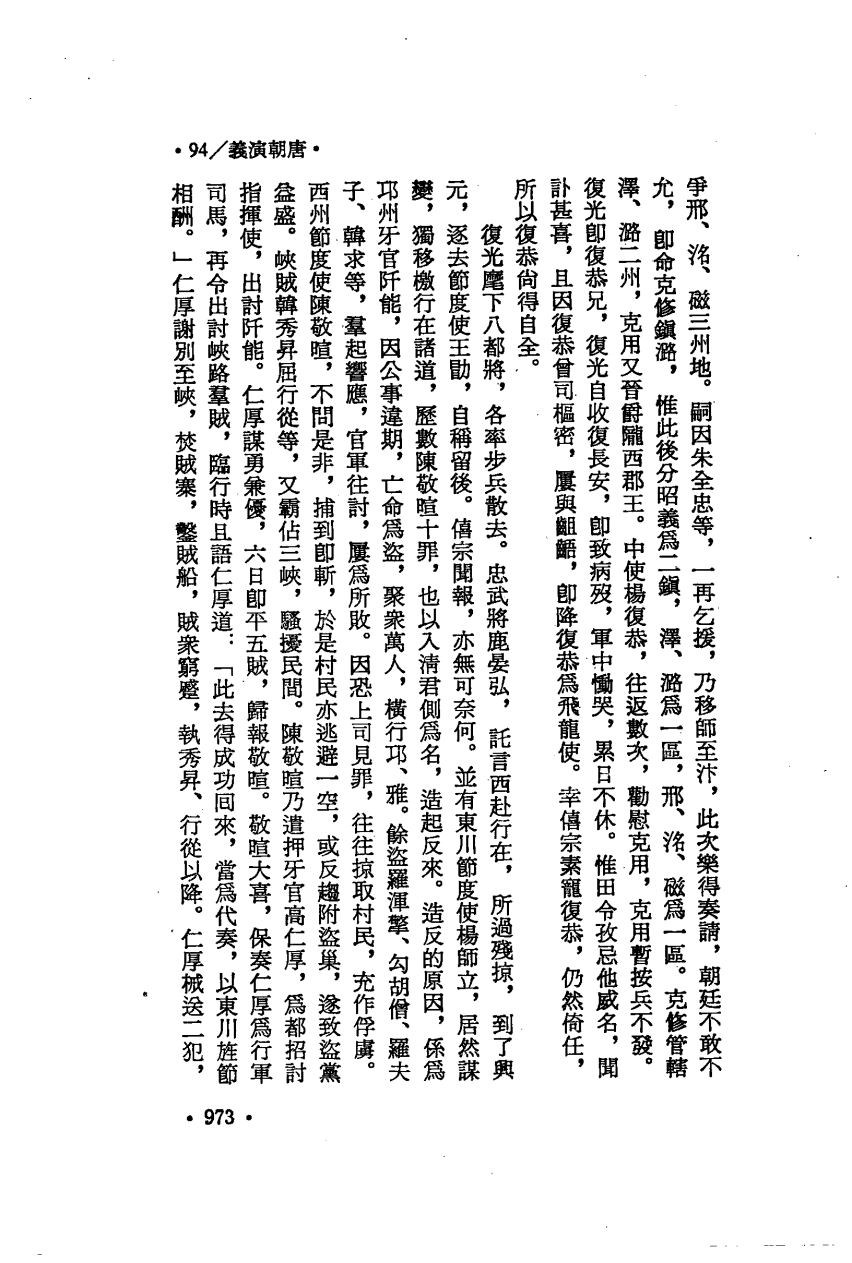 •94／義演朝唐•
爭邢、洺、磁三州地。嗣因朱全忠等，一再乞援，乃移師至汴，此次樂得奏請，朝廷不敢不
允，卽命克修鎭潞，惟此後分昭義爲二鎭，澤、潞爲一區，邢、洺、磁爲一區。克修管轄
澤、潞二州，克用又晉爵隴西郡王。中使楊復恭，往返數次，勸慰克用，克用暫按兵不發。
復光卽復恭兄，復光自收復長安，卽致病歿，軍中慟哭，累日不休。惟田令孜忌他威名，聞
訃甚喜，且因復恭曾司樞密，屢與齟齬，卽降復恭爲飛龍使。幸僖宗素寵復恭，仍然倚任，
所以復恭尙得自全。
復光麾下八都將，各率步兵散去。忠武將鹿晏弘，託言西赴行在，所過殘掠，到了興
元，逐去節度使王勖，自稱留後。僖宗聞報，亦無可奈何。並有東川節度使楊師立，居然謀
變，獨移檄行在諸道，歷數陳敬暄十罪，也以入淸君側爲名，造起反來。造反的原因，係爲
邛州牙官阡能，因公事違期，亡命爲盜，聚衆萬人，橫行邛、雅。餘盜羅渾擎、勾胡僧、羅夫
子、韓求等，羣起響應，官軍往討，屢爲所敗。因恐上司見罪，往往掠取村民，充作俘虜。
西州節度使陳敬暄，不問是非，捕到卽斬，於是村民亦逃避一空，或反趨附盜巢，遂致盜黨
益盛。峽賊韓秀昇屈行從等，又霸佔三峽，騷擾民間。陳敬暄乃遣押牙官高仁厚，爲都招討
指揮使，出討阡能。仁厚謀勇兼優，六日卽平五賊，歸報敬暄。敬暄大喜，保奏仁厚爲行軍
司馬，再令出討峽路羣賊，臨行時且語仁厚道：「此去得成功回來，當爲代奏，以東川旌節
相酬。」仁厚謝別至峽，焚賊寨，鑿賊船，賊衆窮蹙，執秀昇、行從以降。仁厚械送二犯，
•973•